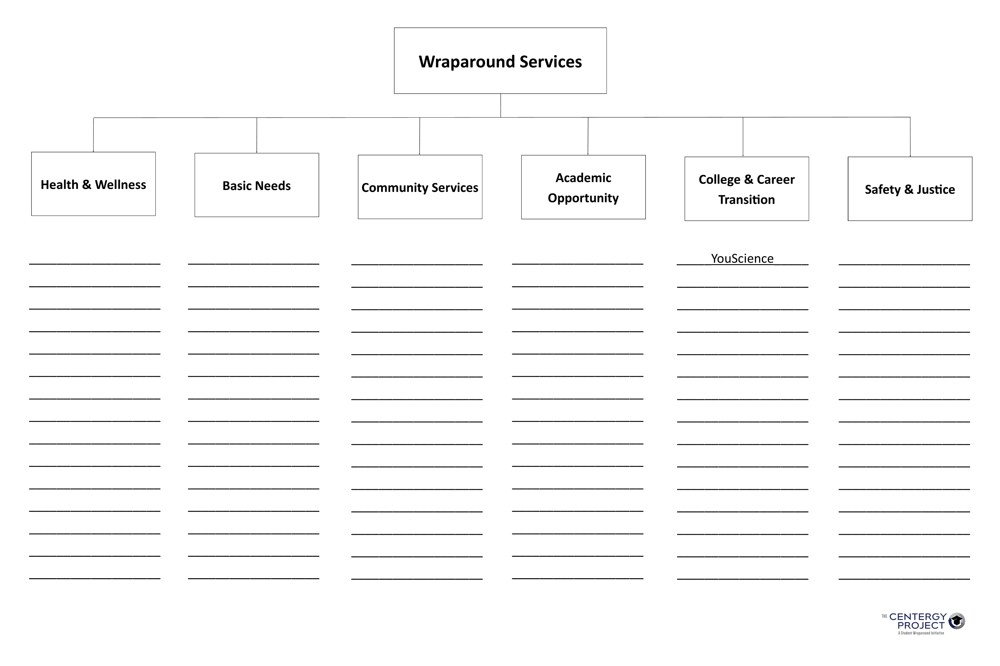 Wraparound Services
Health & Wellness
Basic Needs
Community Services
Academic
Opportunity
College & Career
Transition
Safety & Justice
YouScience
THE CENTERGY
PROJECT
A Student Wraparound Initiative